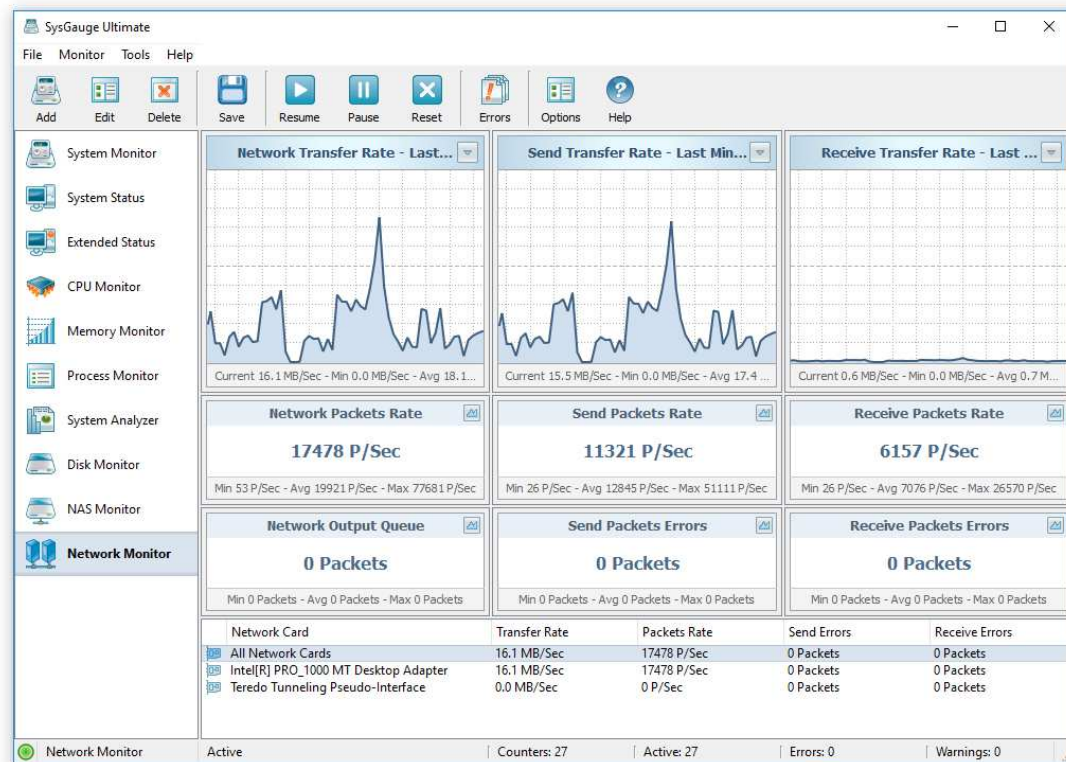 SysGauge Ultimate
File Monitor Tools Help
Add Edit Delete Save Resume Pause Reset Errors Options Help
System Monitor
System Status
Extended Status
CPU Monitor
Memory Monitor
Process Monitor
System Analyzer
Disk Monitor
NAS Monitor
Network Monitor
Network Transfer Rate - Last...
Current 16.1 MB/Sec - Min 0.0 MB/Sec - Avg 18.1...
Send Transfer Rate - Last Min...
Current 15.5 MB/Sec - Min 0.0 MB/Sec - Avg 17.4 ...
Receive Transfer Rate - Last ...
Current 0.6 MB/Sec - Min 0.0 MB/Sec - Avg 0.7 M...
Network Packets Rate
17478 P/Sec
Min 53 P/Sec - Avg 19921 P/Sec - Max 77681 P/Sec
Send Packets Rate
11321 P/Sec
Min 26 P/Sec - Avg 12845 P/Sec - Max 51111 P/Sec
Receive Packets Rate
6157 P/Sec
Min 26 P/Sec - Avg 7076 P/Sec - Max 26570 P/Sec
Network Output Queue
0 Packets
Min 0 Packets - Avg 0 Packets - Max 0 Packets
Send Packets Errors
0 Packets
Min 0 Packets - Avg 0 Packets - Max 0 Packets
Receive Packets Errors
0 Packets
Min 0 Packets - Avg 0 Packets - Max 0 Packets
Network Card Transfer Rate Packets Rate Send Errors Receive Errors
All Network Cards 16.1 MB/Sec 17478 P/Sec 0 Packets 0 Packets
Intel[R] PRO_1000 MT Desktop Adapter 16.1 MB/Sec 17478 P/Sec 0 Packets 0 Packets
Teredo Tunneling Pseudo-Interface 0.0 MB/Sec 0 P/Sec 0 Packets 0 Packets
Network Monitor Active Counters: 27 Active: 27 Errors: 0 Warnings: 0